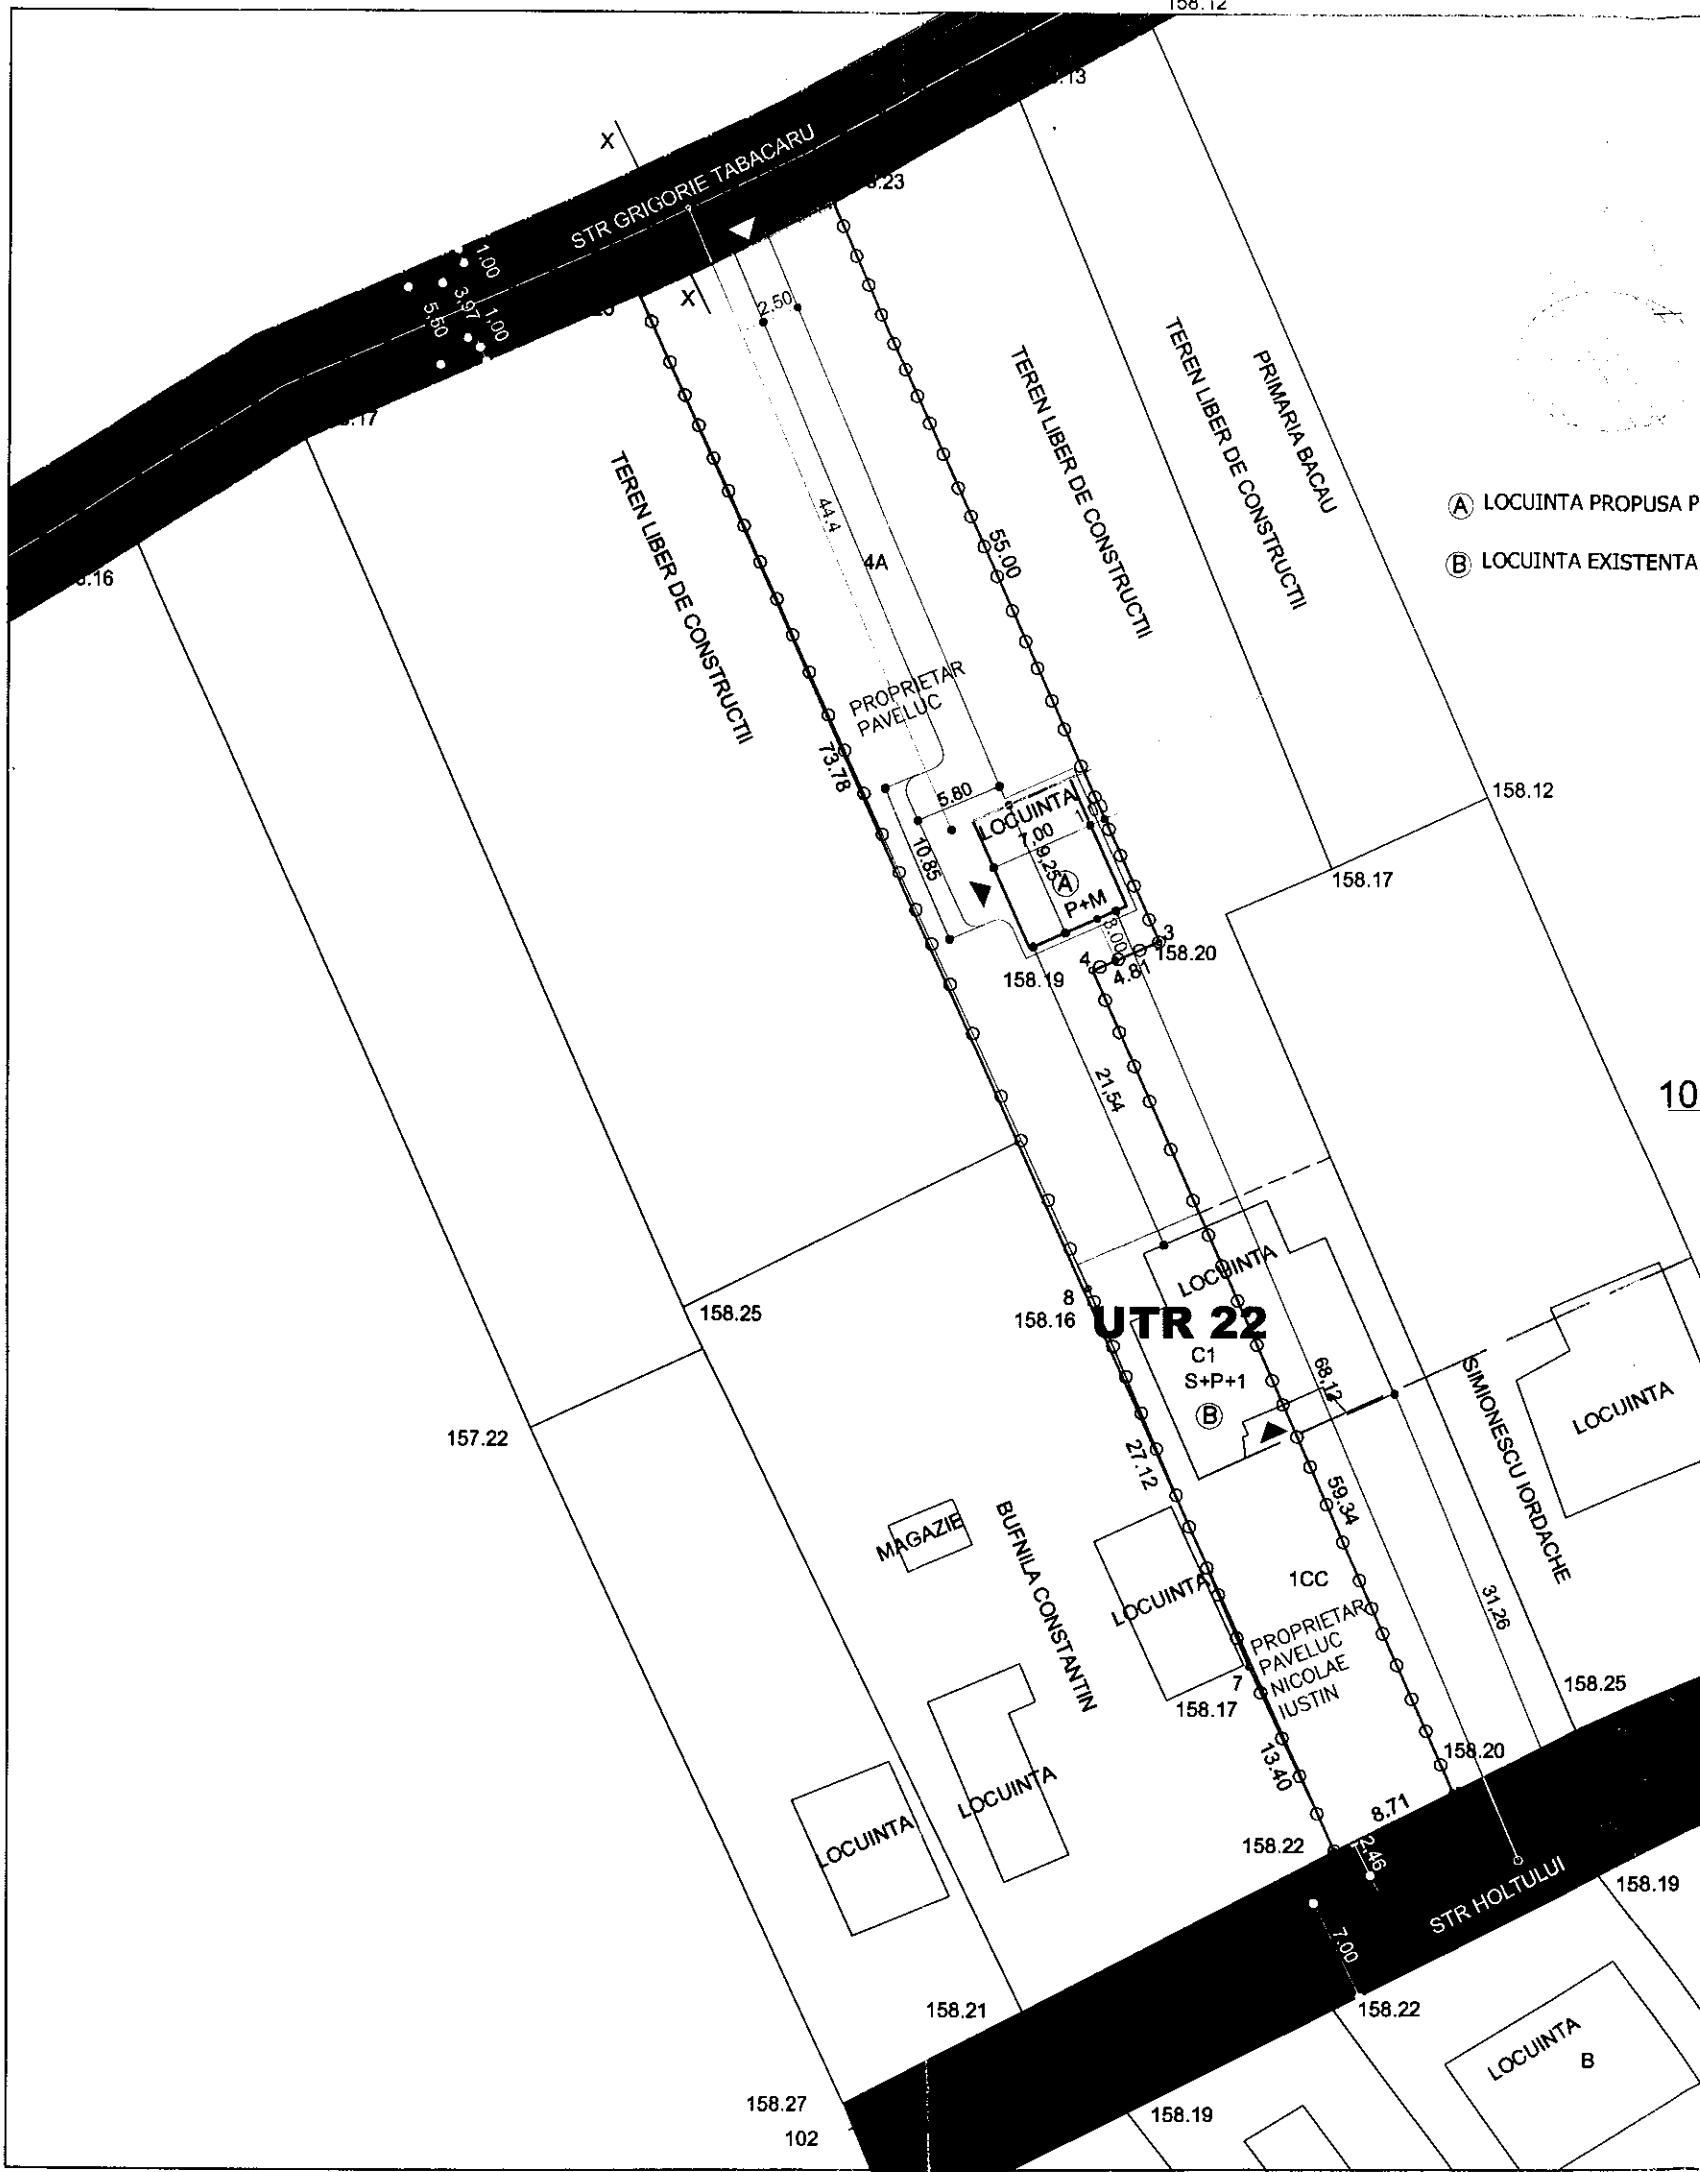 158.12
.13
X
STR GRIGORIE TABACARU
.23
1.00
3,97
1,00
5,50
X
2.50
.17
TEREN LIBER DE CONSTRUCTII
TEREN LIBER DE CONSTRUCTII
TEREN LIBER DE CONSTRUCTII
PRIMARIA BACAU
Ⓐ LOCUINTA PROPUSA P
Ⓑ LOCUINTA EXISTENTA
.16
44.4
4A
55.00
PROPRIETAR
PAVELUC
73.78
5.80
10.85
LOCUINTA
7,00
1.00
9,25
A
P+M
3.00
158.12
158.17
3
158.20
4
4.81
158.19
21,54
10
LOCUINTA
8
158.16
158.25
UTR 22
C1
S+P+1
B
68,12
157.22
27.12
59.34
SIMIONESCU IORDACHE
LOCUINTA
MAGAZIE
BUFNILA CONSTANTIN
LOCUINTA
1CC
31,26
PROPRIETAR
PAVELUC
NICOLAE
IUSTIN
7
158.17
158.25
13.40
158.20
LOCUINTA
LOCUINTA
8.71
158.22
2,46
STR HOLTULUI
158.19
7.00
158.21
158.22
LOCUINTA
B
158.27
158.19
102